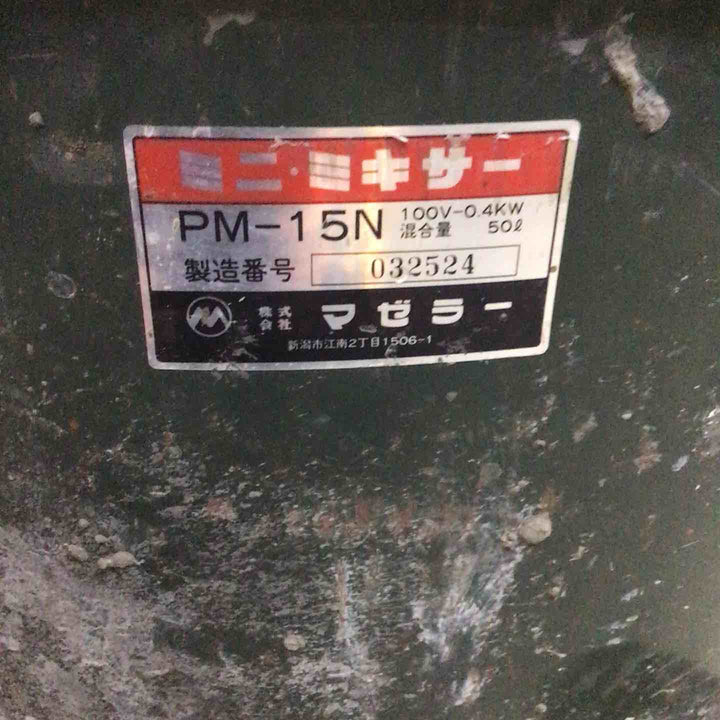 ミニ・ミキサー
PM-15N 100V-0.4KW
混合量 50ℓ
製造番号 032524
株式会社 マゼラー
新潟市江南2丁目1506-1